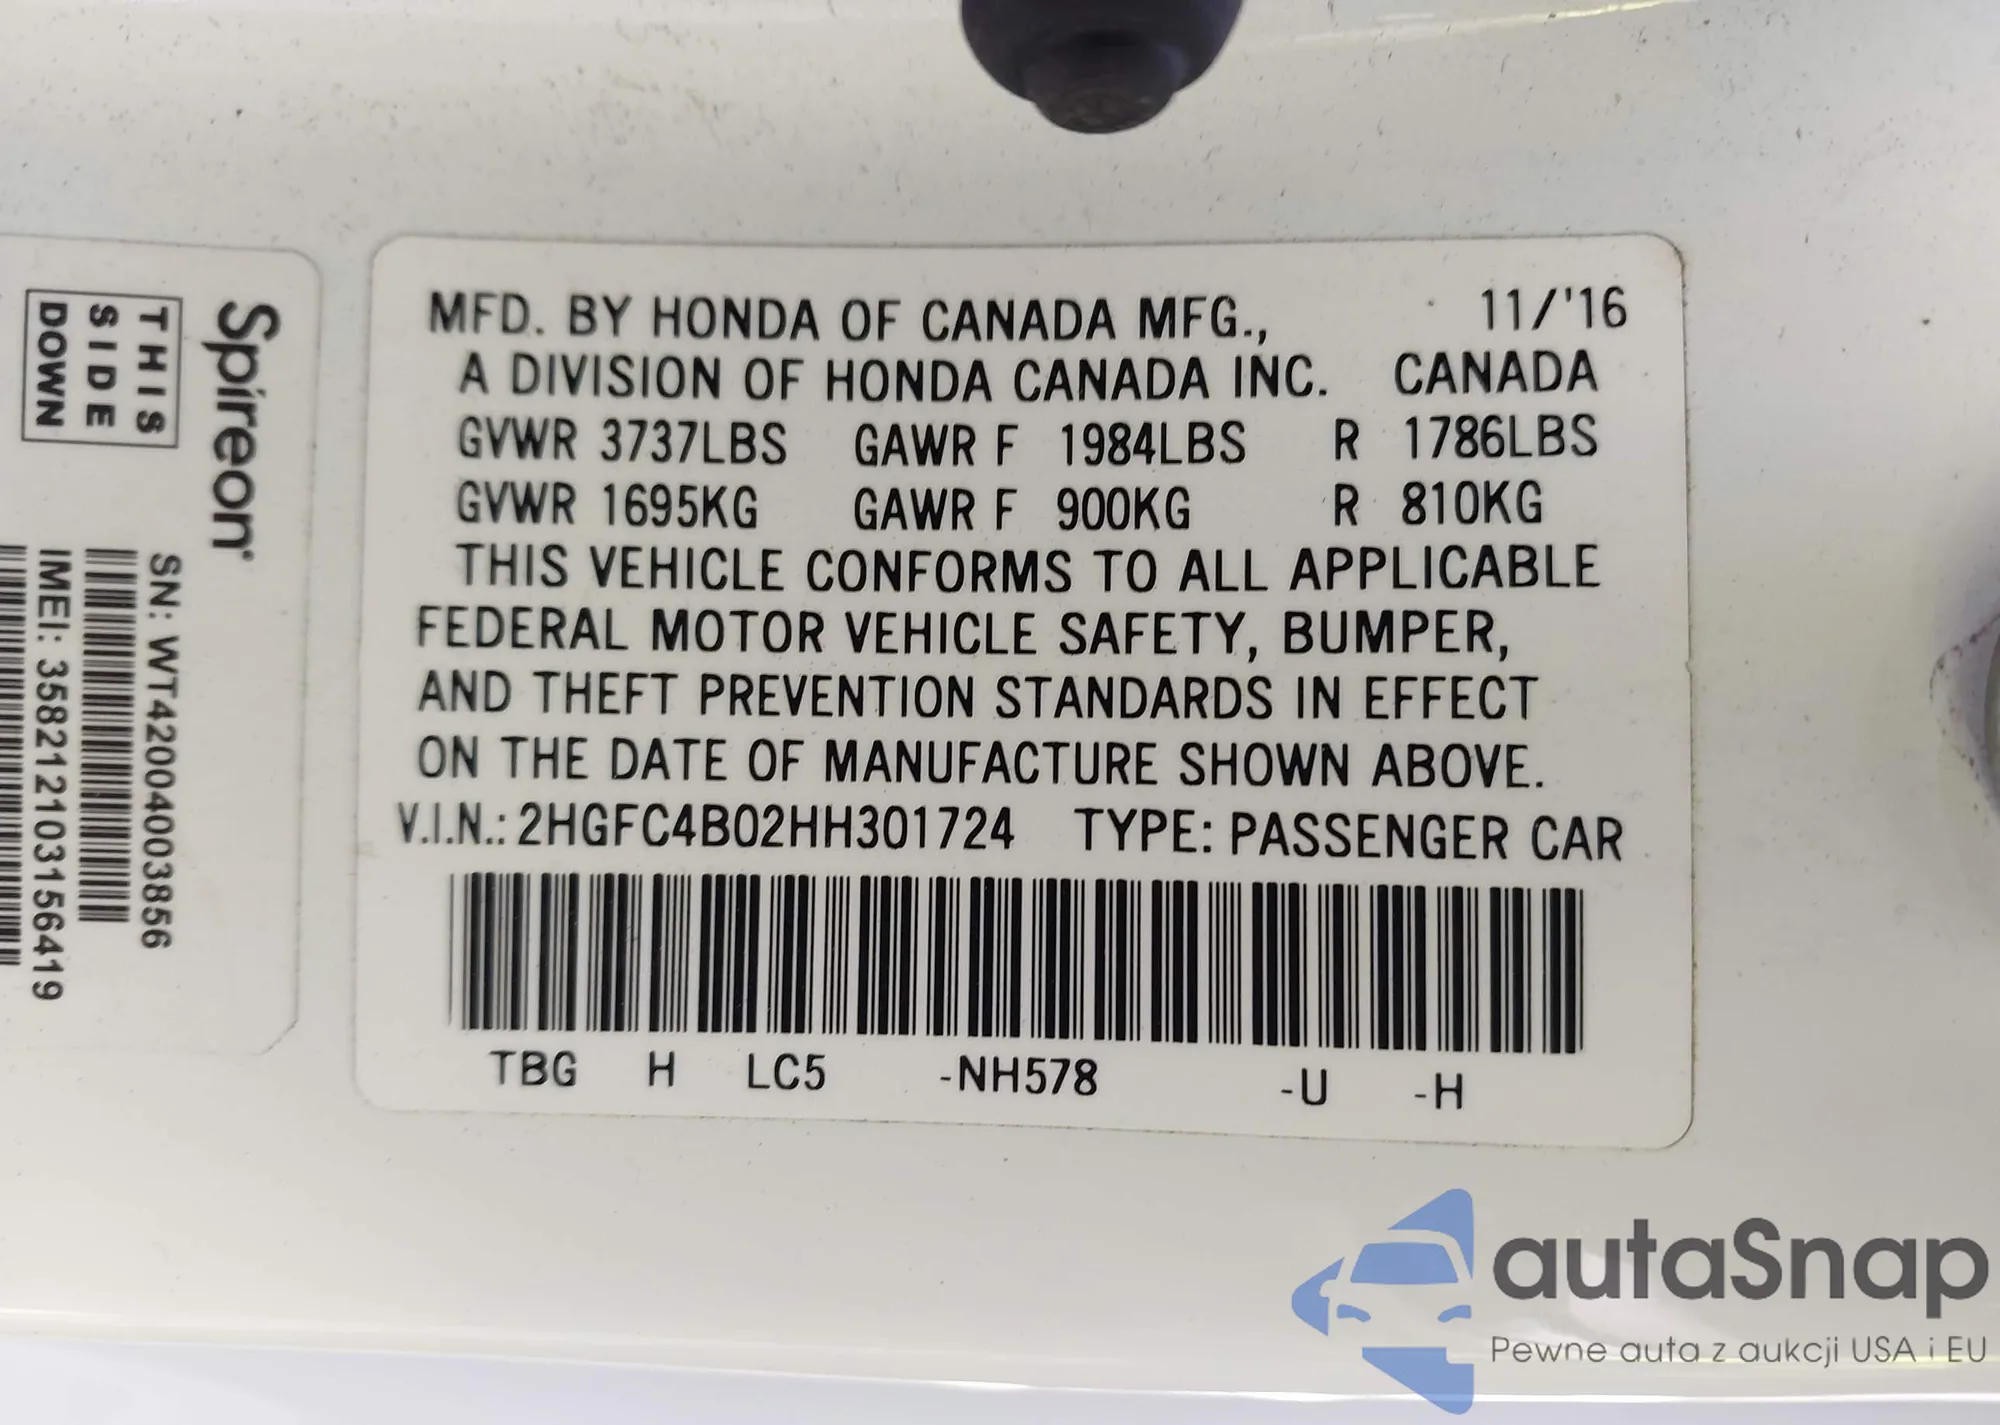 MFD. BY HONDA OF CANADA MFG., 11/'16
A DIVISION OF HONDA CANADA INC. CANADA
GVWR 3737LBS GAWR F 1984LBS R 1786LBS
GVWR 1695KG GAWR F 900KG R 810KG
THIS VEHICLE CONFORMS TO ALL APPLICABLE
FEDERAL MOTOR VEHICLE SAFETY, BUMPER,
AND THEFT PREVENTION STANDARDS IN EFFECT
ON THE DATE OF MANUFACTURE SHOWN ABOVE.
V.I.N.: 2HGFC4B02HH301724 TYPE: PASSENGER CAR
TBG H LC5 -NH578 -U -H
Spireon
THIS
SIDE
DOWN
SN: WT42004003856
IMEI: 358212103156419
autaSnap
Pewne auta z aukcji USA i EU